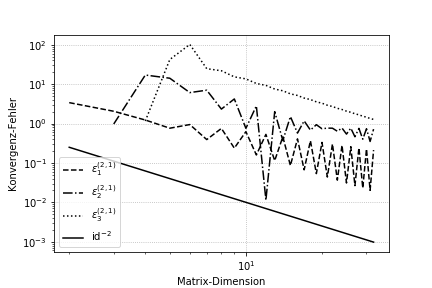 10²
10¹
10⁰
10⁻¹
10⁻²
10⁻³
Konvergenz-Fehler
ε₁^(2,1)
ε₂^(2,1)
ε₃^(2,1)
id⁻²
10¹
Matrix-Dimension